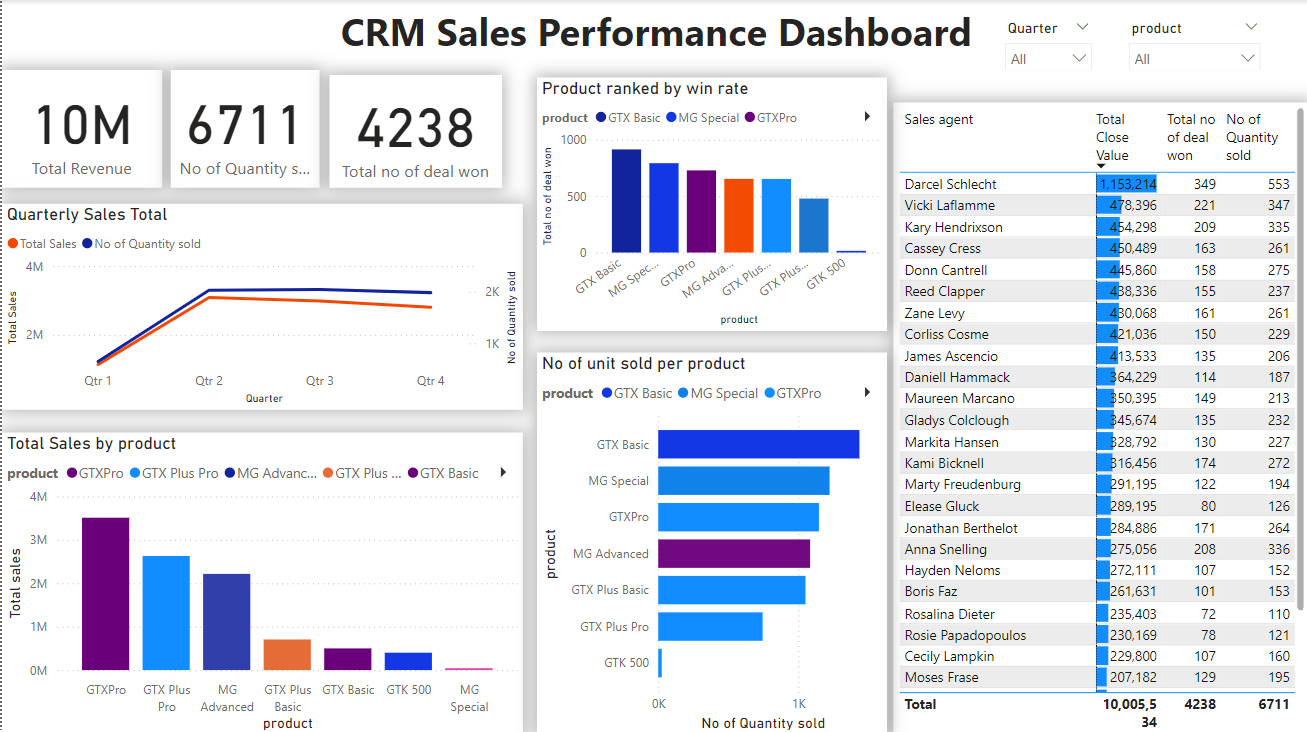 CRM Sales Performance Dashboard
Quarter
All
product
All
10M
Total Revenue
6711
No of Quantity s...
4238
Total no of deal won
Quarterly Sales Total
Total Sales No of Quantity sold
4M
2M
2K
1K
Total Sales
No of Quantity sold
Qtr 1 Qtr 2 Qtr 3 Qtr 4
Quarter
Total Sales by product
product GTXPro GTX Plus Pro MG Advanc... GTX Plus ... GTX Basic
4M
3M
2M
1M
0M
Total sales
GTXPro
GTX Plus Pro
MG Advanced
GTX Plus Basic
GTX Basic
GTK 500
MG Special
product
Product ranked by win rate
product GTX Basic MG Special GTXPro
1000
500
0
Total no of deal won
GTX Basic
MG Spec...
GTXPro
MG Adva...
GTX Plus...
GTX Plus...
GTK 500
product
No of unit sold per product
product GTX Basic MG Special GTXPro
product
GTX Basic
MG Special
GTXPro
MG Advanced
GTX Plus Basic
GTX Plus Pro
GTK 500
0K 1K
No of Quantity sold
Sales agent Total Close Value Total no of deal won No of Quantity sold
Darcel Schlecht 1,153,214 349 553
Vicki Laflamme 478,396 221 347
Kary Hendrixson 454,298 209 335
Cassey Cress 450,489 163 261
Donn Cantrell 445,860 158 275
Reed Clapper 438,336 155 237
Zane Levy 430,068 161 261
Corliss Cosme 421,036 150 229
James Ascencio 413,533 135 206
Daniell Hammack 364,229 114 187
Maureen Marcano 350,395 149 213
Gladys Colclough 345,674 135 232
Markita Hansen 328,792 130 227
Kami Bicknell 316,456 174 272
Marty Freudenburg 291,195 122 194
Elease Gluck 289,195 80 126
Jonathan Berthelot 284,886 171 264
Anna Snelling 275,056 208 336
Hayden Neloms 272,111 107 152
Boris Faz 261,631 101 153
Rosalina Dieter 235,403 72 110
Rosie Papadopoulos 230,169 78 121
Cecily Lampkin 229,800 107 160
Moses Frase 207,182 129 195
Total 10,005,534 4238 6711